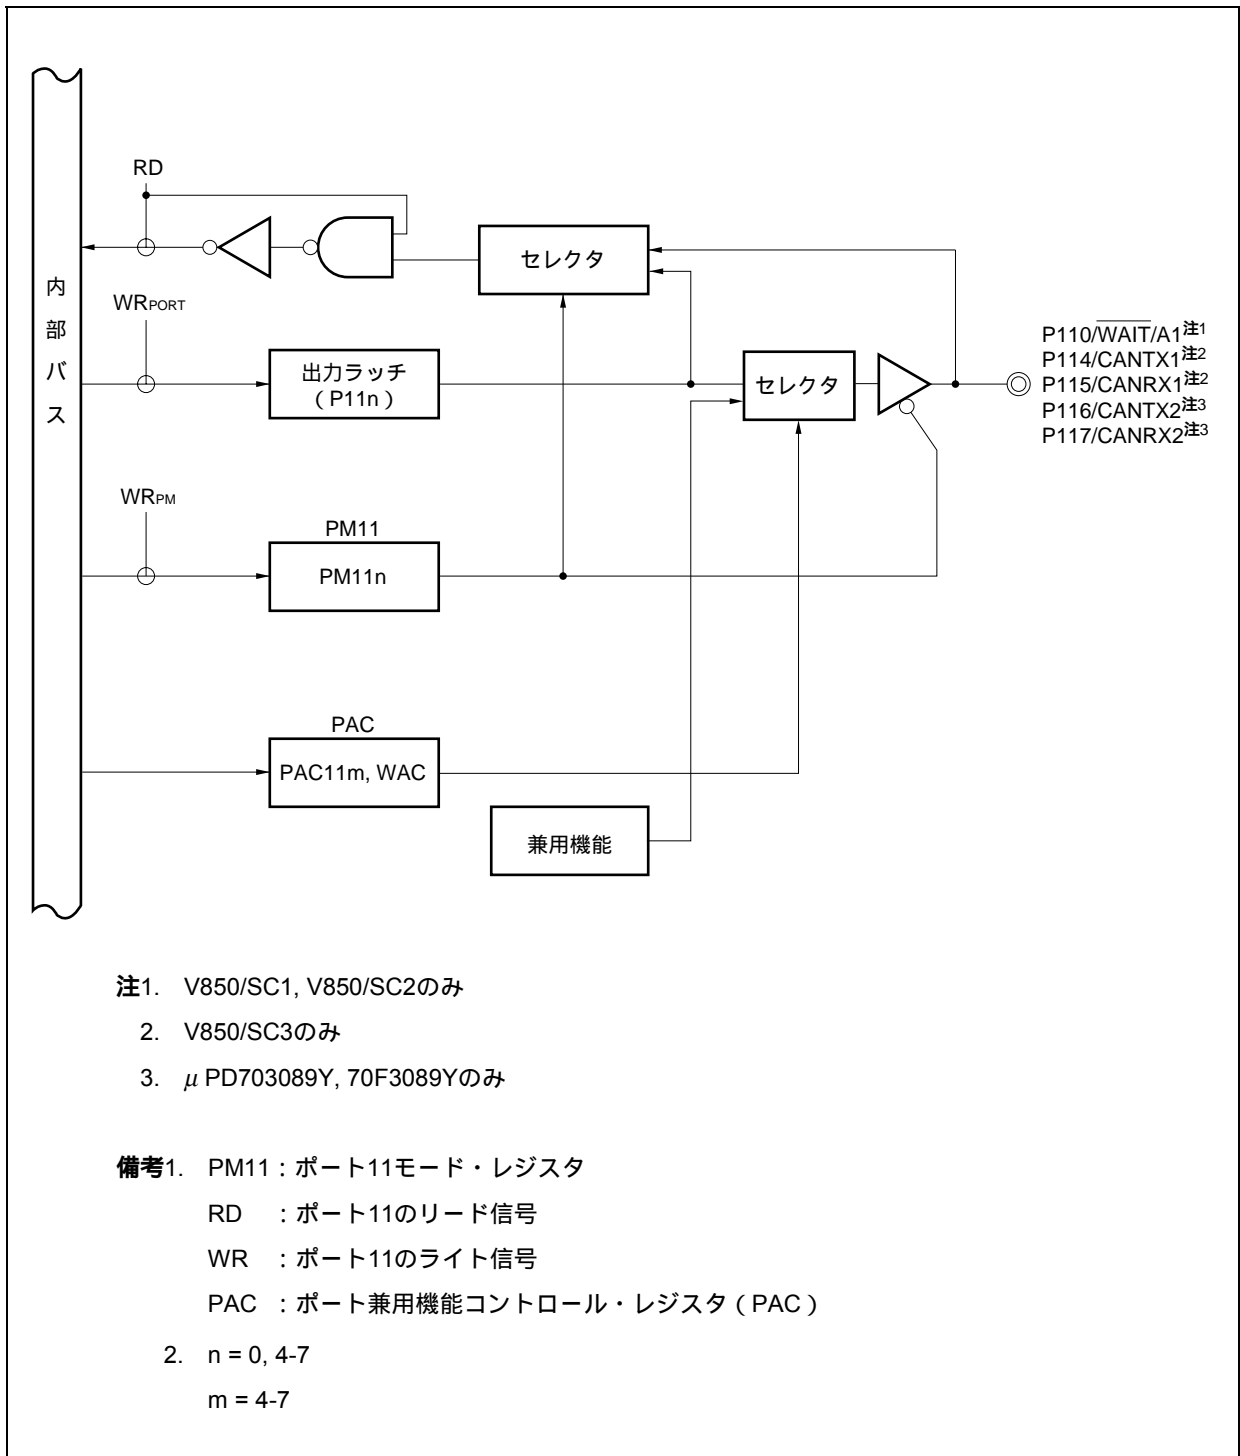 RD
セレクタ
内部バス
WRPORT
出力ラッチ
（P11n）
セレクタ
P110/WAIT/A1注1
P114/CANTX1注2
P115/CANRX1注2
P116/CANTX2注3
P117/CANRX2注3
WRPM
PM11
PM11n
PAC
PAC11m, WAC
兼用機能
注1. V850/SC1, V850/SC2のみ
2. V850/SC3のみ
3. μPD703089Y, 70F3089Yのみ
備考1. PM11：ポート11モード・レジスタ
RD ：ポート11のリード信号
WR ：ポート11のライト信号
PAC ：ポート兼用機能コントロール・レジスタ（PAC）
2. n = 0, 4-7
m = 4-7